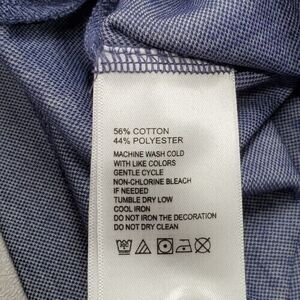 56% COTTON
44% POLYESTER
MACHINE WASH COLD
WITH LIKE COLORS
GENTLE CYCLE
NON-CHLORINE BLEACH
IF NEEDED
TUMBLE DRY LOW
COOL IRON
DO NOT IRON THE DECORATION
DO NOT DRY CLEAN